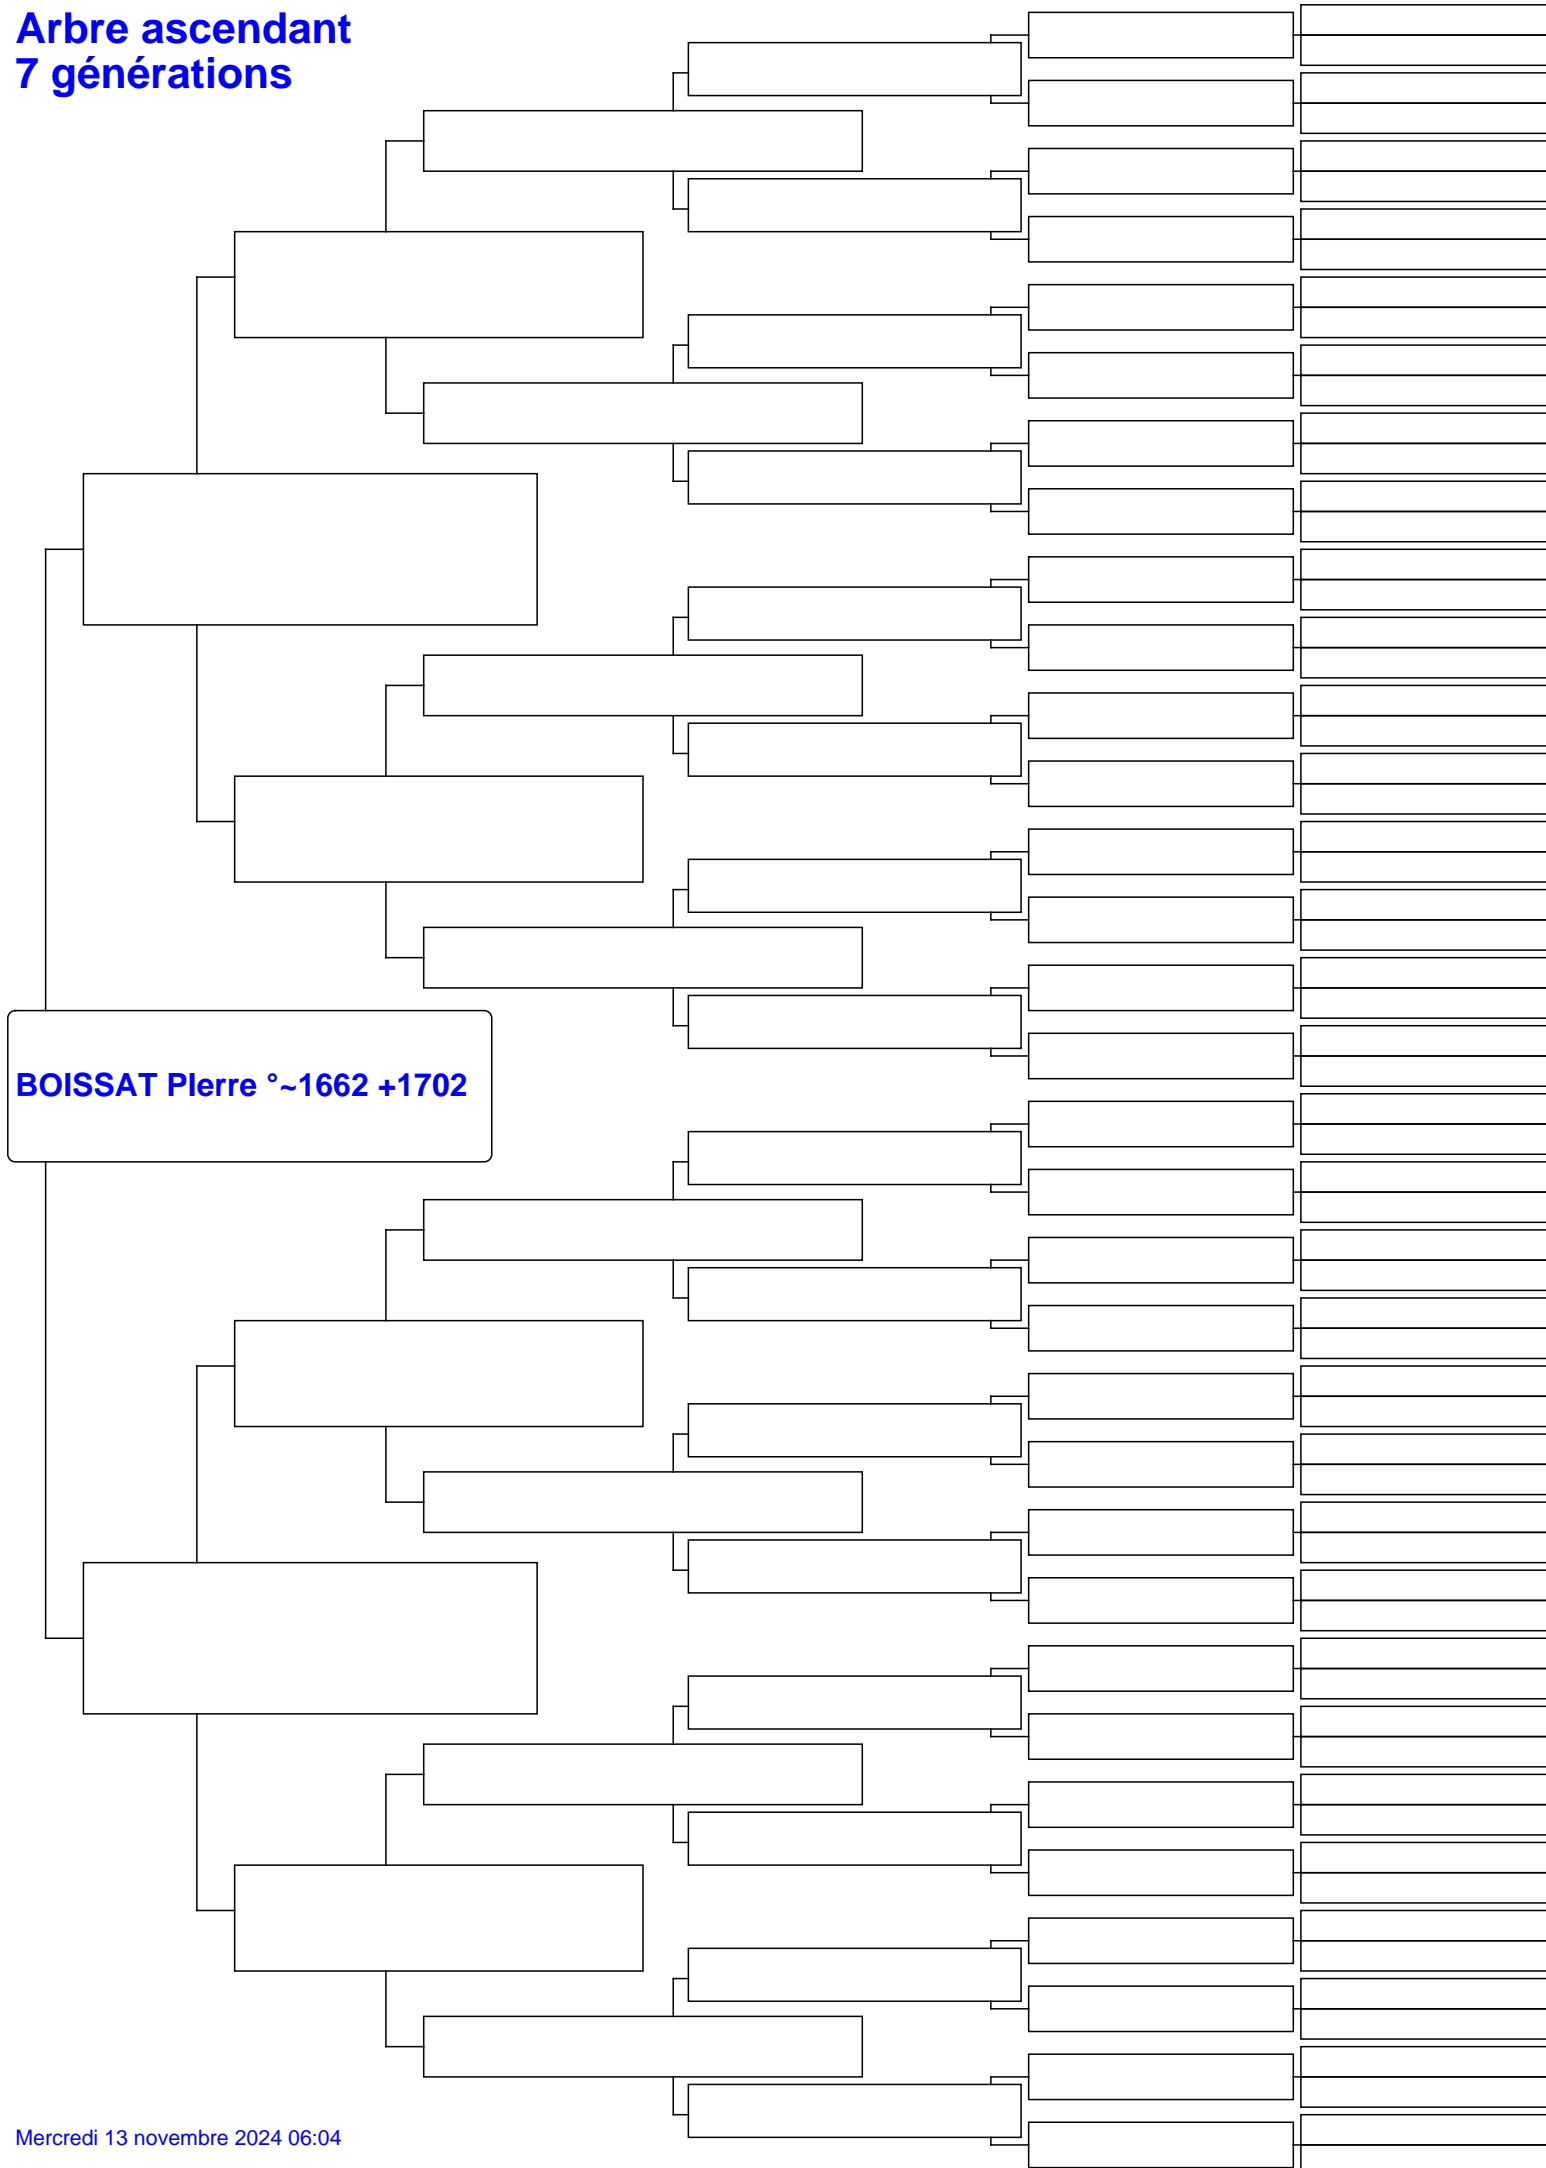 Arbre ascendant
7 générations
BOISSAT PIerre °~1662 +1702
Mercredi 13 novembre 2024 06:04